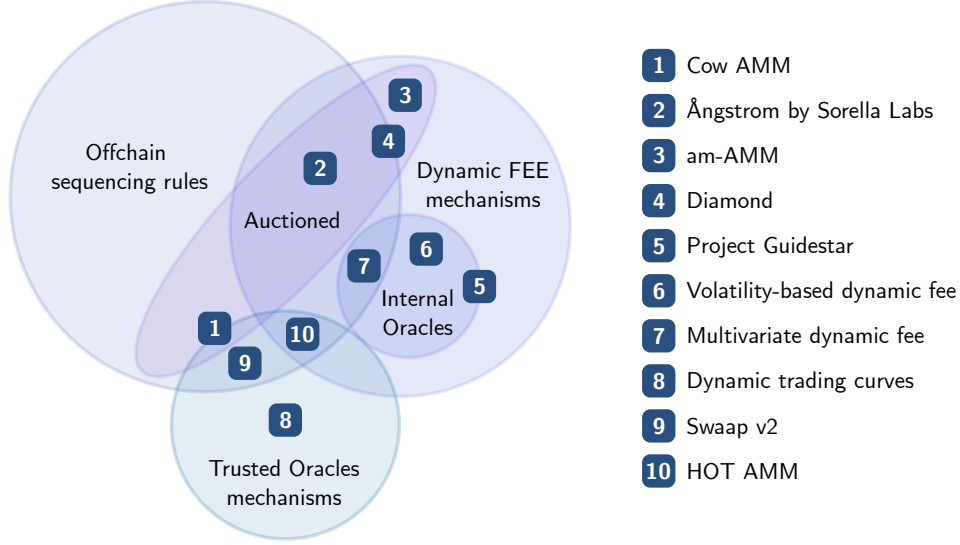 Offchain
sequencing rules
Auctioned
Dynamic FEE
mechanisms
Internal
Oracles
Trusted Oracles
mechanisms
3
4
2
6
7
5
1
10
9
8
1 Cow AMM
2 Ångstrom by Sorella Labs
3 am-AMM
4 Diamond
5 Project Guidestar
6 Volatility-based dynamic fee
7 Multivariate dynamic fee
8 Dynamic trading curves
9 Swaap v2
10 HOT AMM